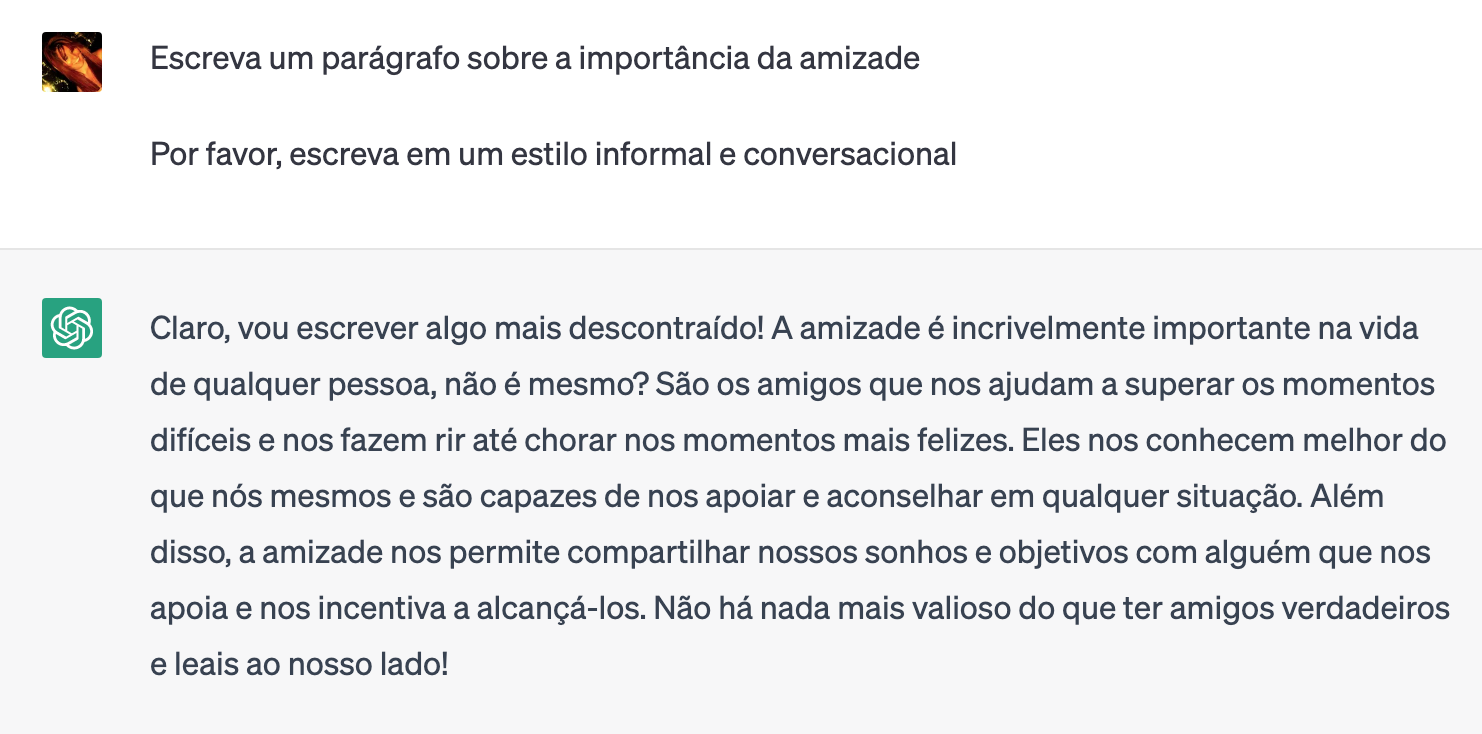 Escreva um parágrafo sobre a importância da amizade
Por favor, escreva em um estilo informal e conversacional
Claro, vou escrever algo mais descontraído! A amizade é incrivelmente importante na vida
de qualquer pessoa, não é mesmo? São os amigos que nos ajudam a superar os momentos
difíceis e nos fazem rir até chorar nos momentos mais felizes. Eles nos conhecem melhor do
que nós mesmos e são capazes de nos apoiar e aconselhar em qualquer situação. Além
disso, a amizade nos permite compartilhar nossos sonhos e objetivos com alguém que nos
apoia e nos incentiva a alcançá-los. Não há nada mais valioso do que ter amigos verdadeiros
e leais ao nosso lado!